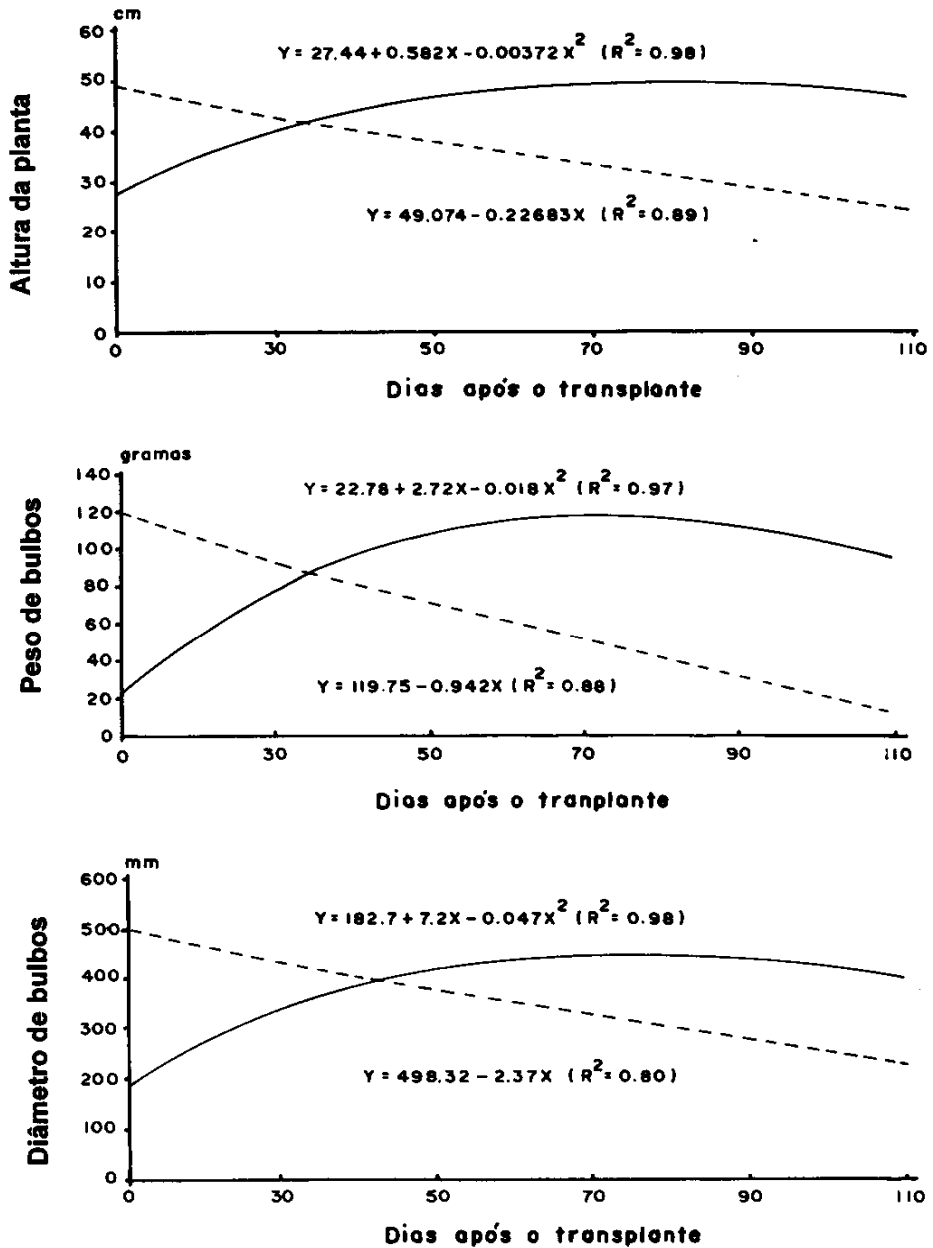 cm
60
Y = 27.44+0.582X-0.00372X² (R²=0.98)
50
40
30
Y= 49.074-0.22683X (R²=0.89)
20
10
0
Altura da planta
0 30 50 70 90 110
Dias após o transplante
gramas
140
Y= 22.78+2.72X-0.018X² (R²=0.97)
120
100
80
60
40
Y= 119.75-0.942X (R²=0.88)
20
0
Peso de bulbos
0 30 50 70 90 110
Dias após o tranplante
mm
600
Y=182.7+7.2X-0.047X² (R²=0.98)
500
400
300
200
Y= 498.32-2.37X (R²=0.80)
100
0
Diâmetro de bulbos
0 30 50 70 90 110
Dias após o transplante